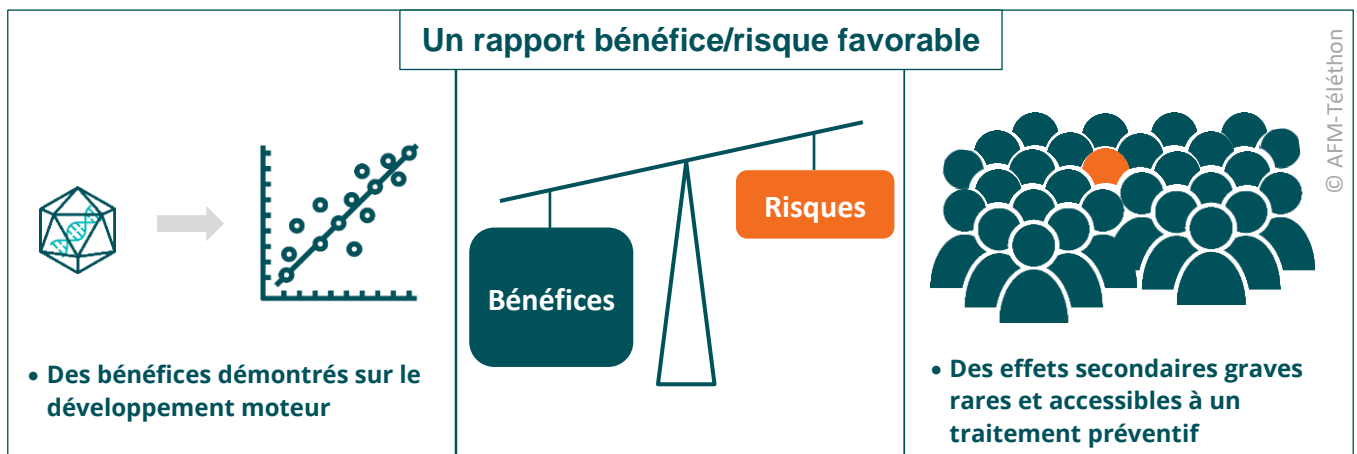 Un rapport bénéfice/risque favorable
• Des bénéfices démontrés sur le
développement moteur
Bénéfices
Risques
© AFM-Téléthon
• Des effets secondaires graves
rares et accessibles à un
traitement préventif